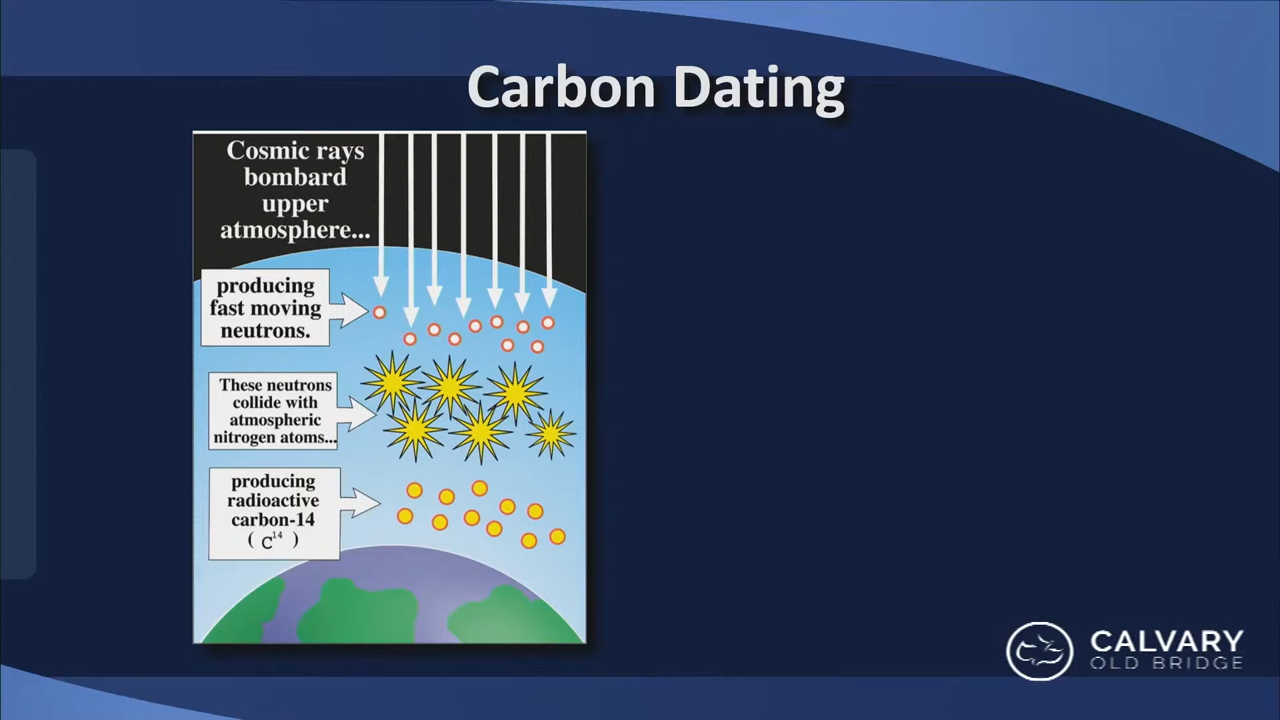 Carbon Dating
Cosmic rays
bombard
upper
atmosphere...
producing
fast moving
neutrons.
These neutrons
collide with
atmospheric
nitrogen atoms...
producing
radioactive
carbon-14
( C¹⁴ )
CALVARY
OLD BRIDGE